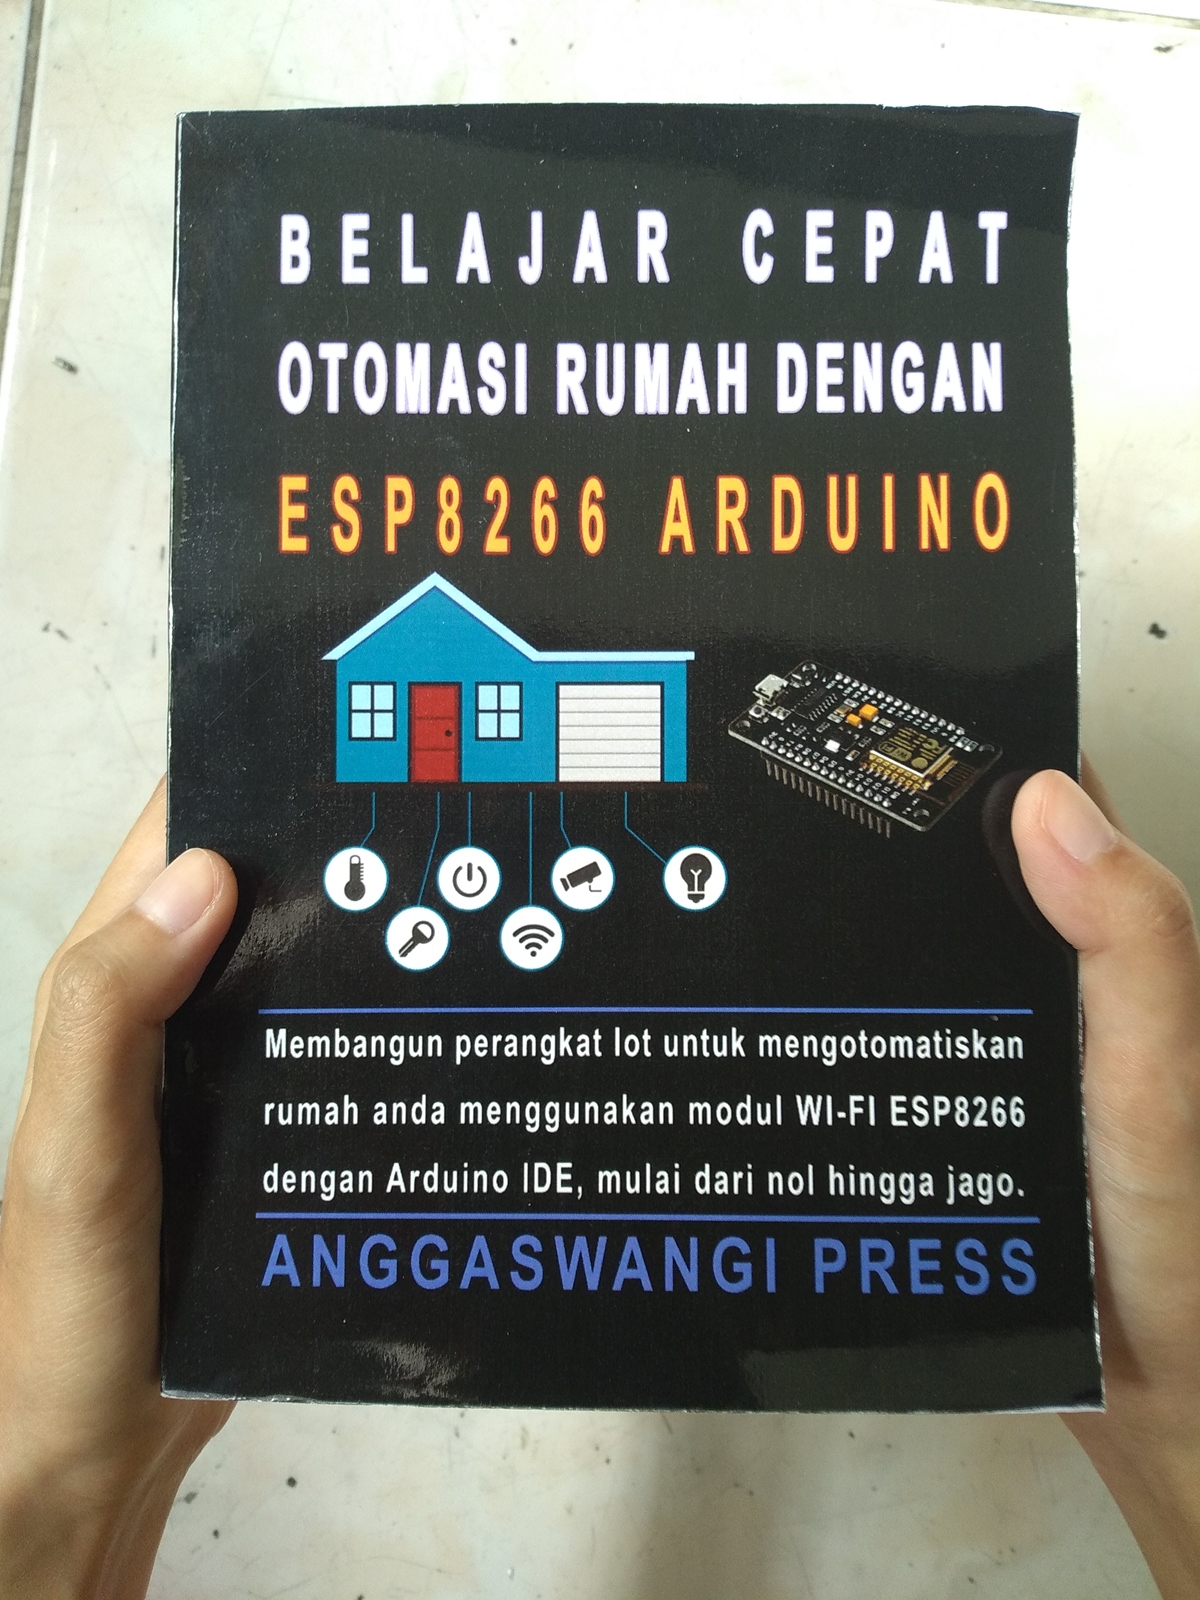 BELAJAR CEPAT
OTOMASI RUMAH DENGAN
ESP8266 ARDUINO
Membangun perangkat Iot untuk mengotomatiskan
rumah anda menggunakan modul WI-FI ESP8266
dengan Arduino IDE, mulai dari nol hingga jago.
ANGGASWANGI PRESS